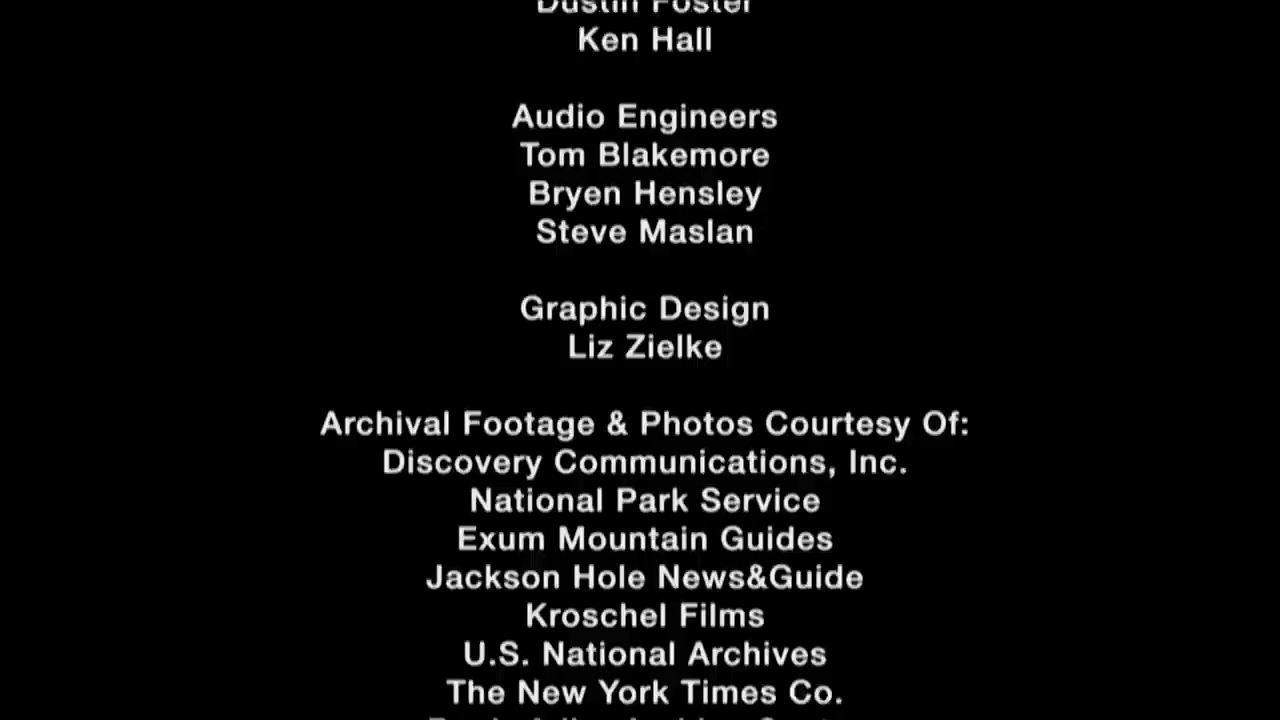 Dustin Foster
Ken Hall
Audio Engineers
Tom Blakemore
Bryen Hensley
Steve Maslan
Graphic Design
Liz Zielke
Archival Footage & Photos Courtesy Of:
Discovery Communications, Inc.
National Park Service
Exum Mountain Guides
Jackson Hole News&Guide
Kroschel Films
U.S. National Archives
The New York Times Co.